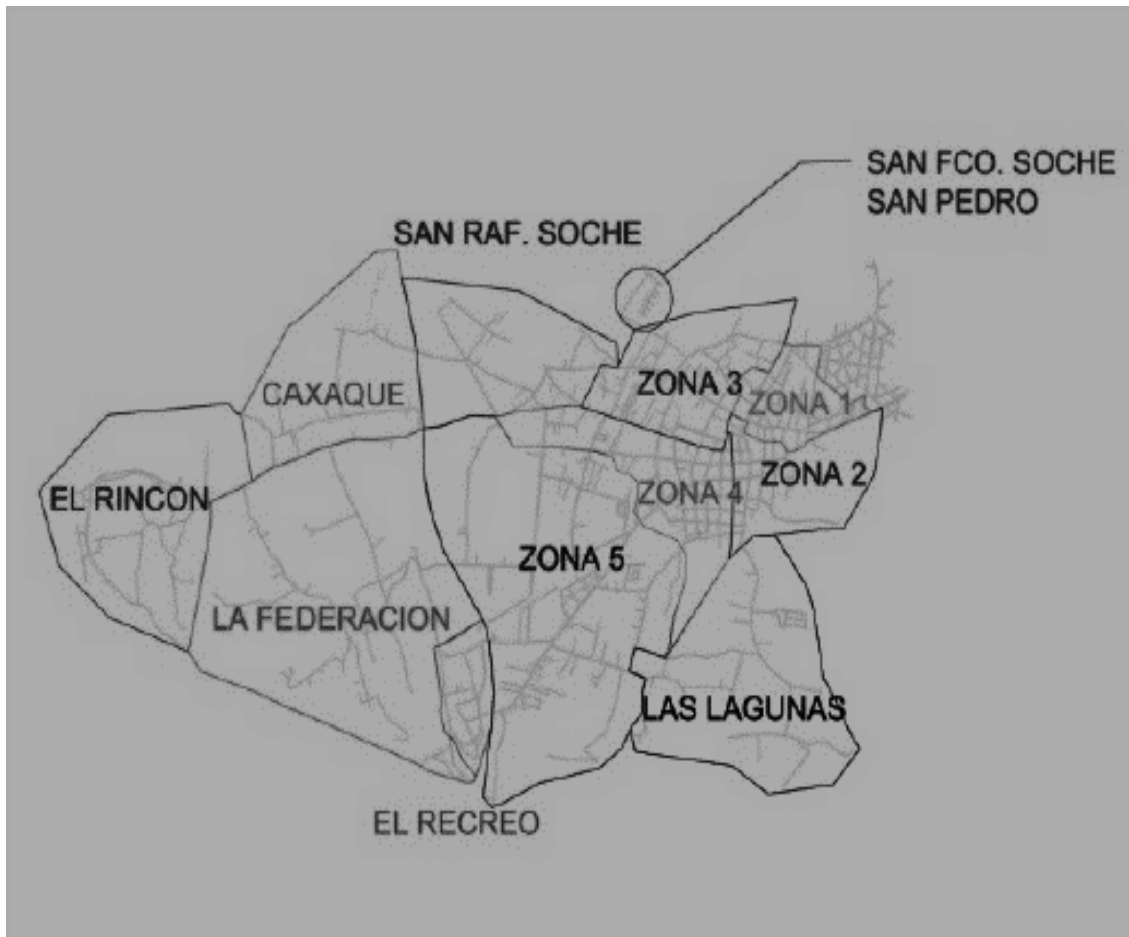 SAN FCO. SOCHE
SAN PEDRO
SAN RAF. SOCHE
ZONA 3
CAXAQUE
ZONA 1
EL RINCON
ZONA 2
ZONA 4
ZONA 5
LA FEDERACION
LAS LAGUNAS
EL RECREO